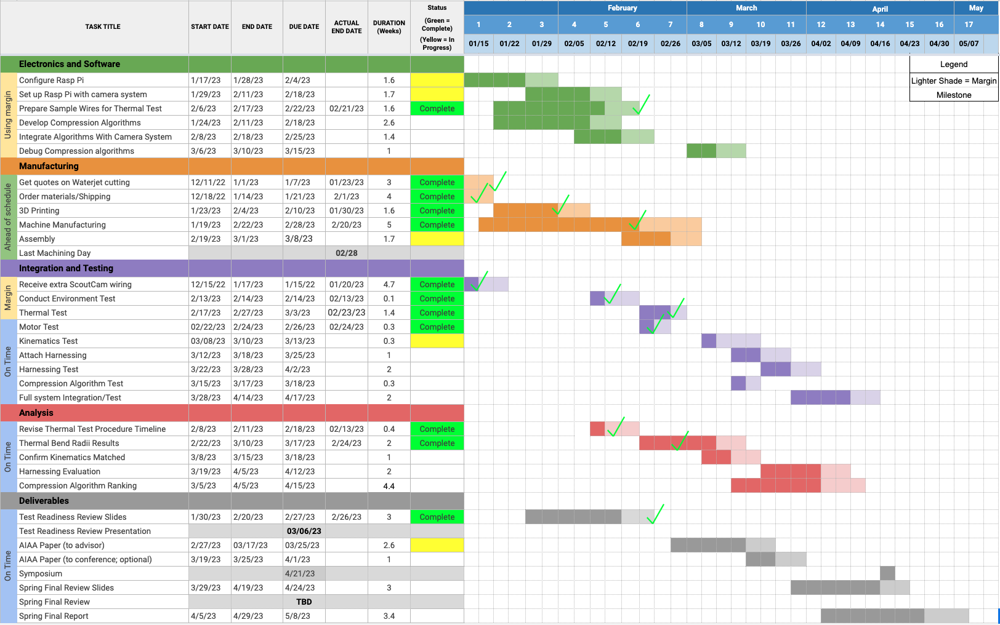 TASK TITLE START DATE END DATE DUE DATE ACTUAL END DATE DURATION (Weeks) Status (Green = Complete) (Yellow = In Progress)
February March April May
1 2 3 4 5 6 7 8 9 10 11 12 13 14 15 16 17
01/15 01/22 01/29 02/05 02/12 02/19 02/26 03/05 03/12 03/19 03/26 04/02 04/09 04/16 04/23 04/30 05/07
Legend
Lighter Shade = Margin
Milestone
Electronics and Software
Using margin
Configure Rasp Pi 1/17/23 1/28/23 2/4/23 1.6
Set up Rasp Pi with camera system 1/29/23 2/11/23 2/18/23 1.7
Prepare Sample Wires for Thermal Test 2/6/23 2/17/23 2/22/23 02/21/23 1.6 Complete
Develop Compression Algorithms 1/24/23 2/11/23 2/18/23 2.6
Integrate Algorithms With Camera System 2/8/23 2/18/23 2/25/23 1.4
Debug Compression algorithms 3/6/23 3/10/23 3/15/23 1
Manufacturing
Ahead of schedule
Get quotes on Waterjet cutting 12/11/22 1/1/23 1/7/23 01/23/23 3 Complete
Order materials/Shipping 12/18/22 1/14/23 1/21/23 2/1/23 4 Complete
3D Printing 1/23/23 2/4/23 2/10/23 01/30/23 1.6 Complete
Machine Manufacturing 1/19/23 2/22/23 2/28/23 2/20/23 5 Complete
Assembly 2/19/23 3/1/23 3/8/23 1.7
Last Machining Day 02/28
Integration and Testing
Margin
Receive extra ScoutCam wiring 12/15/22 1/17/23 1/15/22 01/20/23 4.7 Complete
Conduct Environment Test 2/13/23 2/14/23 2/14/23 02/13/23 0.1 Complete
Thermal Test 2/17/23 2/27/23 3/3/23 02/23/23 1.4 Complete
On Time
Motor Test 02/22/23 2/24/23 2/26/23 02/24/23 0.3 Complete
Kinematics Test 03/08/23 3/10/23 3/13/23 0.3
Attach Harnessing 3/12/23 3/18/23 3/25/23 1
Harnessing Test 3/22/23 3/28/23 4/2/23 2
Compression Algorithm Test 3/15/23 3/17/23 3/18/23 0.3
Full system Integration/Test 3/28/23 4/14/23 4/17/23 2
Analysis
On Time
Revise Thermal Test Procedure Timeline 2/8/23 2/11/23 2/18/23 02/13/23 0.4 Complete
Thermal Bend Radii Results 2/22/23 3/10/23 3/17/23 2/24/23 2 Complete
Confirm Kinematics Matched 3/8/23 3/15/23 3/18/23 1
Harnessing Evaluation 3/19/23 4/5/23 4/12/23 2
Compression Algorithm Ranking 3/5/23 4/5/23 4/15/23 4.4
Deliverables
On Time
Test Readiness Review Slides 1/30/23 2/20/23 2/27/23 2/26/23 3 Complete
Test Readiness Review Presentation 03/06/23
AIAA Paper (to advisor) 2/27/23 03/17/23 03/25/23 2.6
AIAA Paper (to conference; optional) 3/19/23 3/25/23 4/1/23 1
Symposium 4/21/23
Spring Final Review Slides 3/29/23 4/19/23 4/24/23 3
Spring Final Review TBD
Spring Final Report 4/5/23 4/29/23 5/8/23 3.4